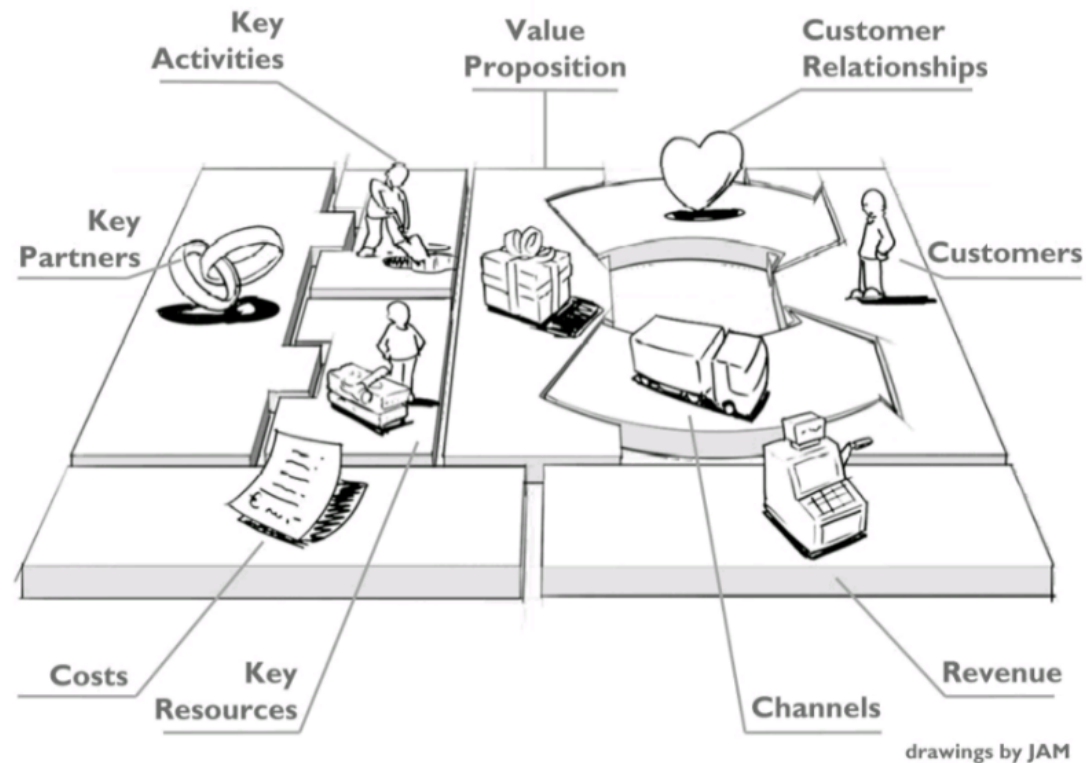 Key
Activities
Value
Proposition
Customer
Relationships
Key
Partners
Customers
Costs
Key
Resources
Channels
Revenue
drawings by JAM